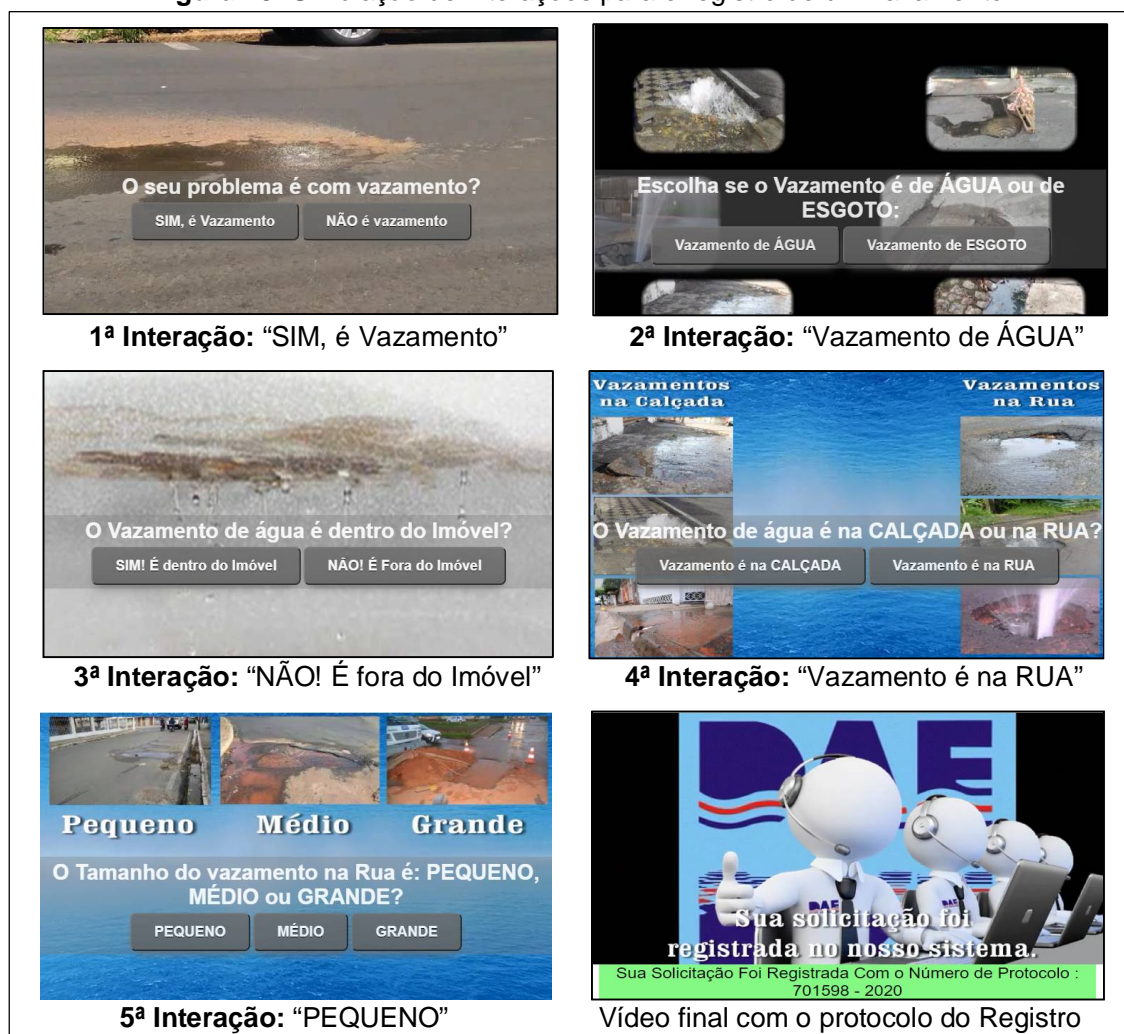 O seu problema é com vazamento?
SIM, é Vazamento
NÃO é vazamento
1ª Interação: “SIM, é Vazamento”
Escolha se o Vazamento é de ÁGUA ou de
ESGOTO:
Vazamento de ÁGUA
Vazamento de ESGOTO
2ª Interação: “Vazamento de ÁGUA”
O Vazamento de água é dentro do Imóvel?
SIM! É dentro do Imóvel
NÃO! É Fora do Imóvel
3ª Interação: “NÃO! É fora do Imóvel”
Vazamentos
na Calçada
Vazamentos
na Rua
O Vazamento de água é na CALÇADA ou na RUA?
Vazamento é na CALÇADA
Vazamento é na RUA
4ª Interação: “Vazamento é na RUA”
Pequeno
Médio
Grande
O Tamanho do vazamento na Rua é: PEQUENO,
MÉDIO ou GRANDE?
PEQUENO
MÉDIO
GRANDE
5ª Interação: “PEQUENO”
DAE
DAE
Sua solicitação foi
registrada no nosso sistema.
Sua Solicitação Foi Registrada Com o Número de Protocolo :
701598 - 2020
Vídeo final com o protocolo do Registro